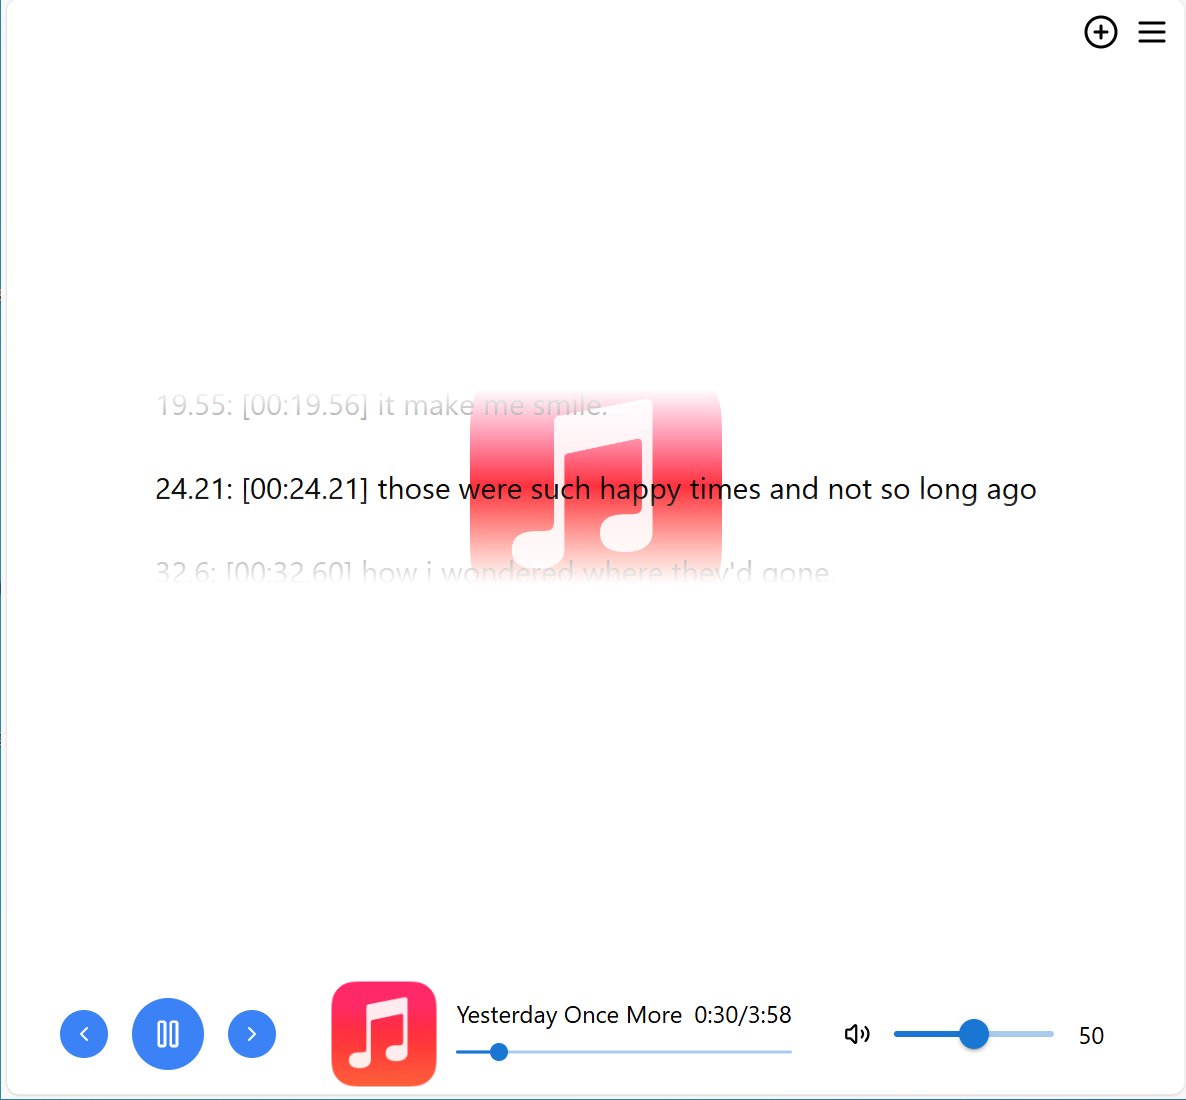 19.55: [00:19.56] it make me smile.
24.21: [00:24.21] those were such happy times and not so long ago
32.6: [00:32.60] how i wondered where they'd gone.
Yesterday Once More 0:30/3:58
50